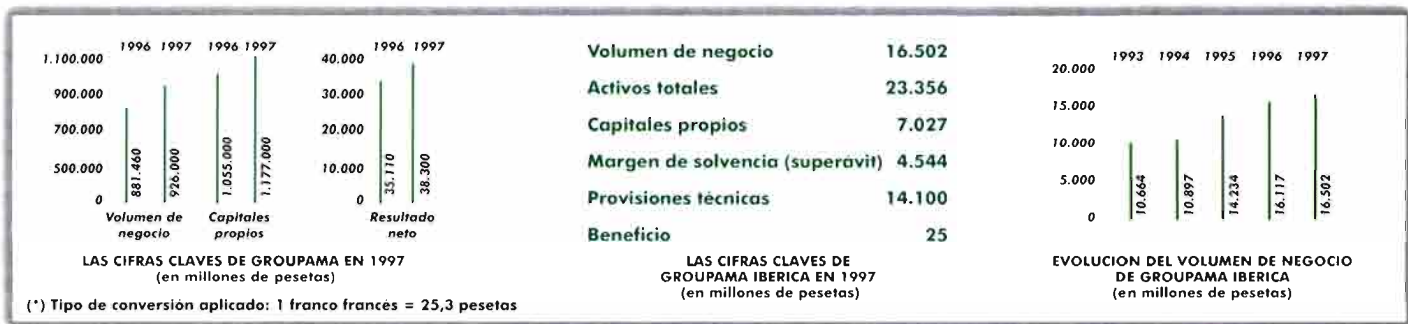 1996 1997 1996 1997
1.100.000
900.000
700.000
500.000
0
881.460
926.000
1.055.000
1.177.000
Volumen de
negocio
Capitales
propios
1996 1997
40.000
30.000
20.000
10.000
0
35.110
38.300
Resultado
neto
LAS CIFRAS CLAVES DE GROUPAMA EN 1997
(en millones de pesetas)
(*) Tipo de conversión aplicado: 1 franco francés = 25,3 pesetas
Volumen de negocio 16.502
Activos totales 23.356
Capitales propios 7.027
Margen de solvencia (superávit) 4.544
Provisiones técnicas 14.100
Beneficio 25
LAS CIFRAS CLAVES DE
GROUPAMA IBERICA EN 1997
(en millones de pesetas)
1993 1994 1995 1996 1997
20.000
15.000
10.000
5.000
0
10.664
10.897
14.234
16.117
16.502
EVOLUCION DEL VOLUMEN DE NEGOCIO
DE GROUPAMA IBERICA
(en millones de pesetas)